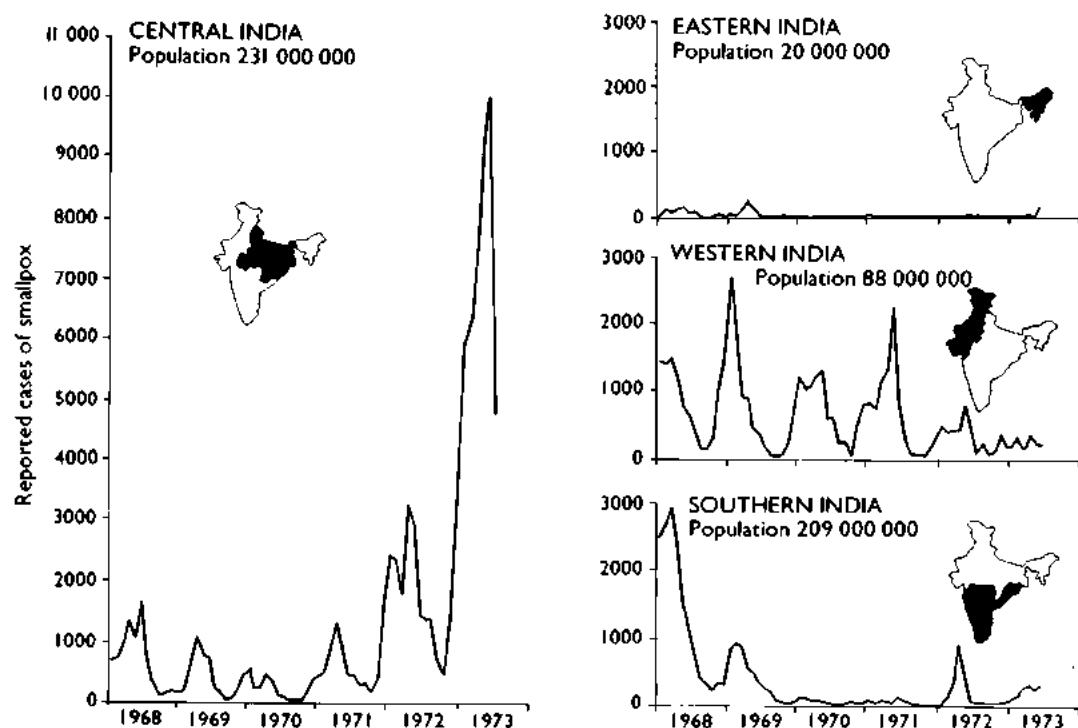 CENTRAL INDIA
Population 231 000 000
11 000
10 000
9000
8000
7000
6000
5000
4000
3000
2000
1000
0
Reported cases of smallpox
1968 1969 1970 1971 1972 1973
EASTERN INDIA
Population 20 000 000
3000
2000
1000
0
WESTERN INDIA
Population 88 000 000
3000
2000
1000
0
SOUTHERN INDIA
Population 209 000 000
3000
2000
1000
0
1968 1969 1970 1971 1972 1973